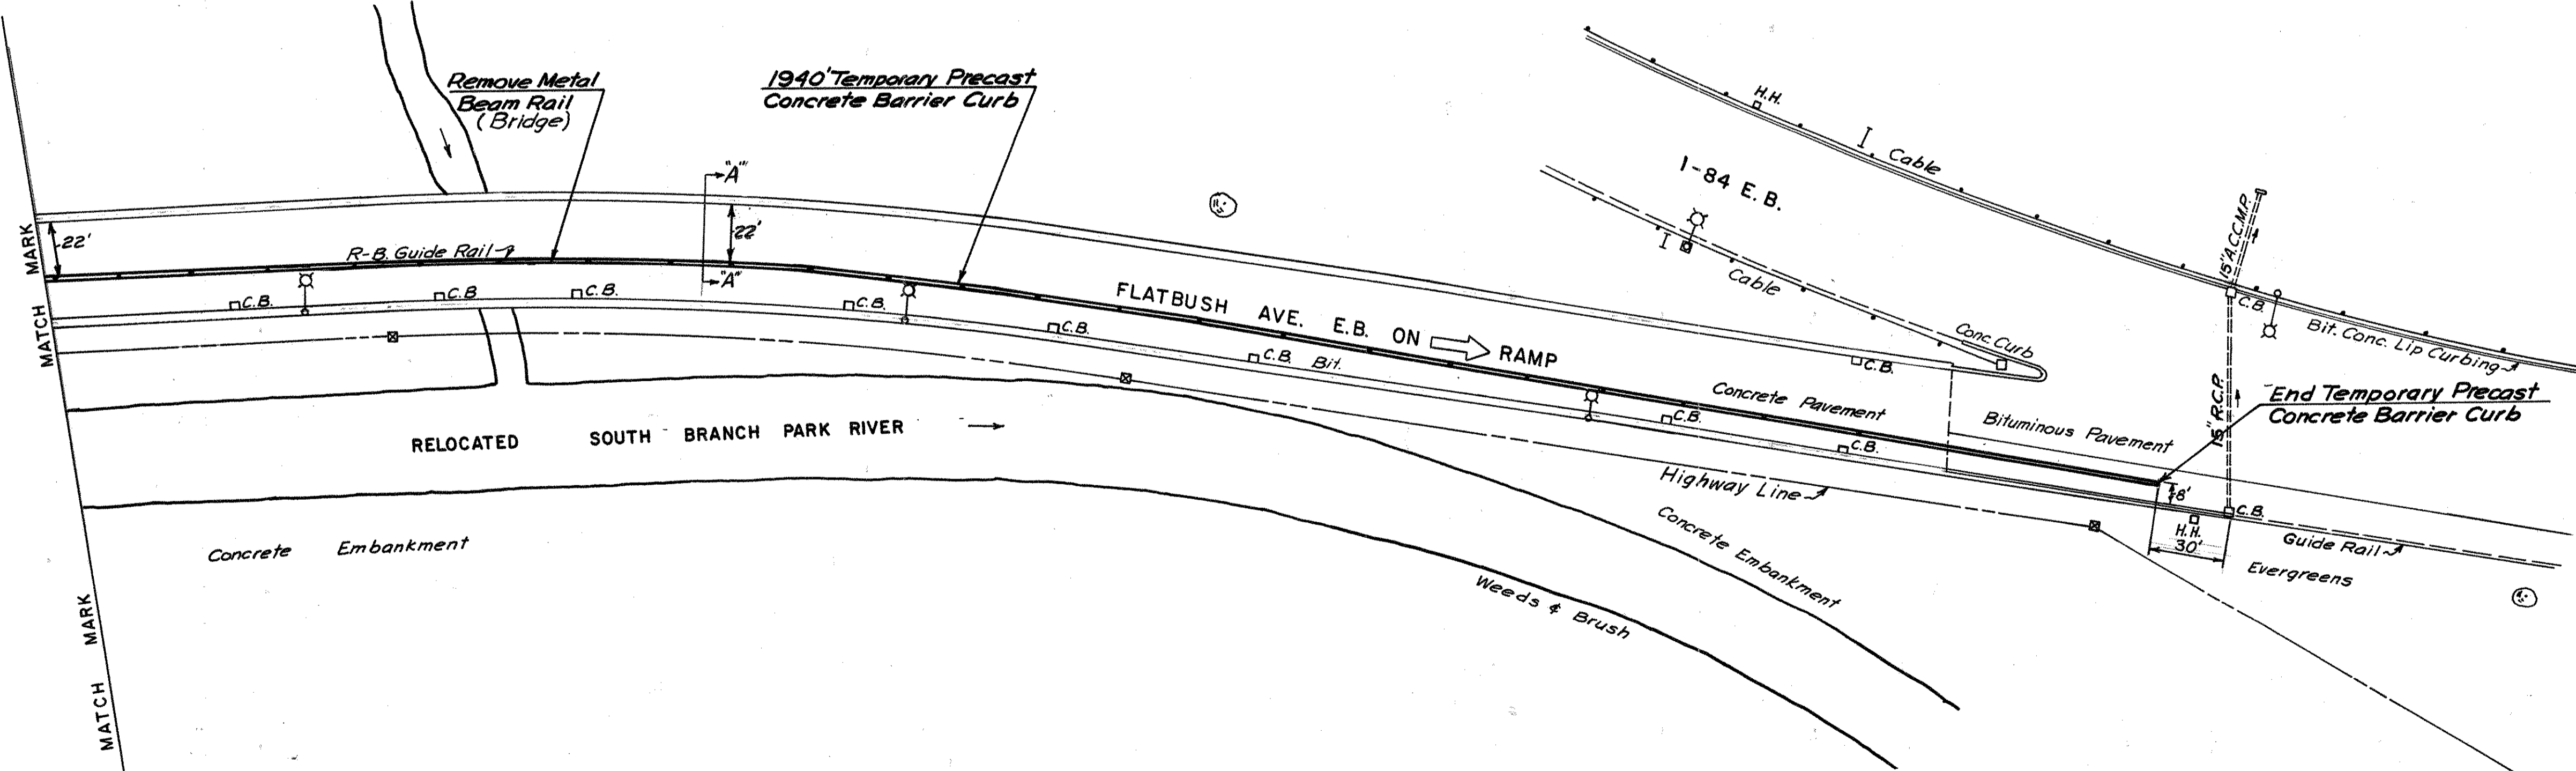 Remove Metal
Beam Rail
(Bridge)
1940' Temporary Precast
Concrete Barrier Curb
H.H.
I
Cable
I-84 E.B.
"A"
22'
22'
MATCH MARK
R-B. Guide Rail
"A"
I
Cable
15" A.C.C.M.P.
C.B.
Bit. Conc. Lip Curbing
C.B.
C.B
C.B.
C.B.
C.B.
C.B.
Bit.
FLATBUSH AVE. E.B. ON RAMP
Conc. Curb
C.B.
Concrete Pavement
Bituminous Pavement
15" R.C.P.
End Temporary Precast
Concrete Barrier Curb
C.B.
C.B.
RELOCATED SOUTH BRANCH PARK RIVER
Highway Line
8'
C.B.
H.H.
30'
Guide Rail
Evergreens
Concrete Embankment
Concrete Embankment
Weeds & Brush
MATCH MARK